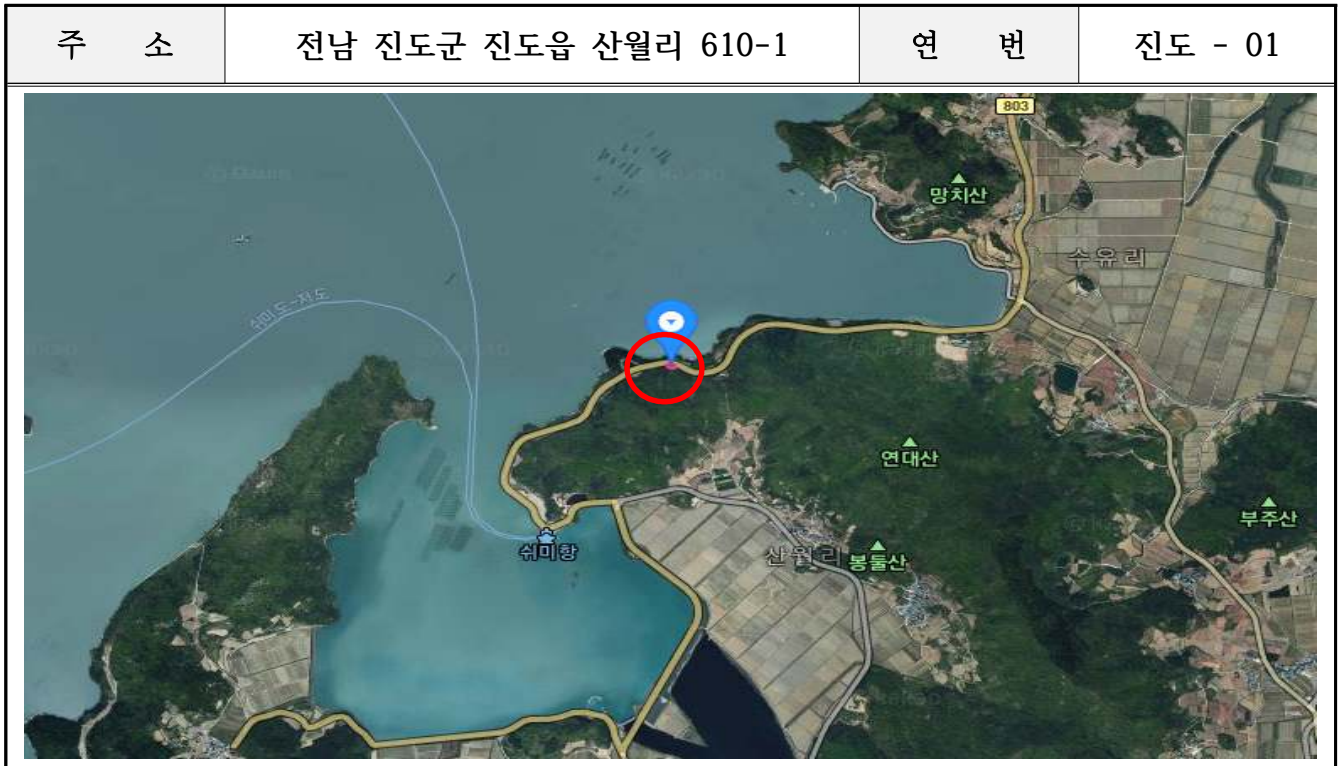 주 소 전남 진도군 진도읍 산월리 610-1 연 번 진도 - 01
803
망치산
수유리
쉬미도-저도
연대산
부주산
쉬미항
산월리
봉둘산